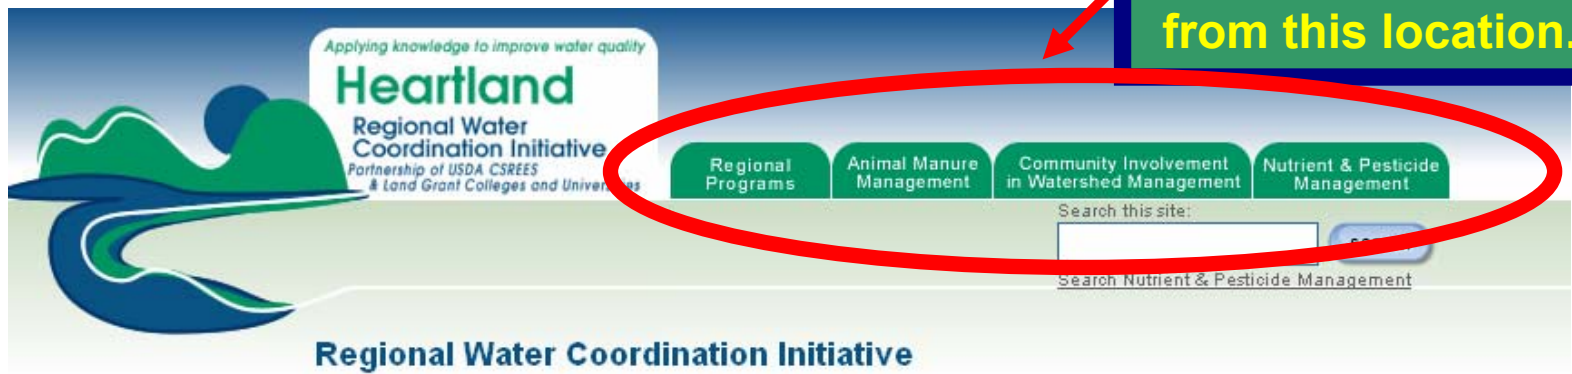 from this location.
Applying knowledge to improve water quality
Heartland
Regional Water
Coordination Initiative
Partnership of USDA CSREES
& Land Grant Colleges and Universities
Regional
Programs
Animal Manure
Management
Community Involvement
in Watershed Management
Nutrient & Pesticide
Management
Search this site:
Search Nutrient & Pesticide Management
Regional Water Coordination Initiative